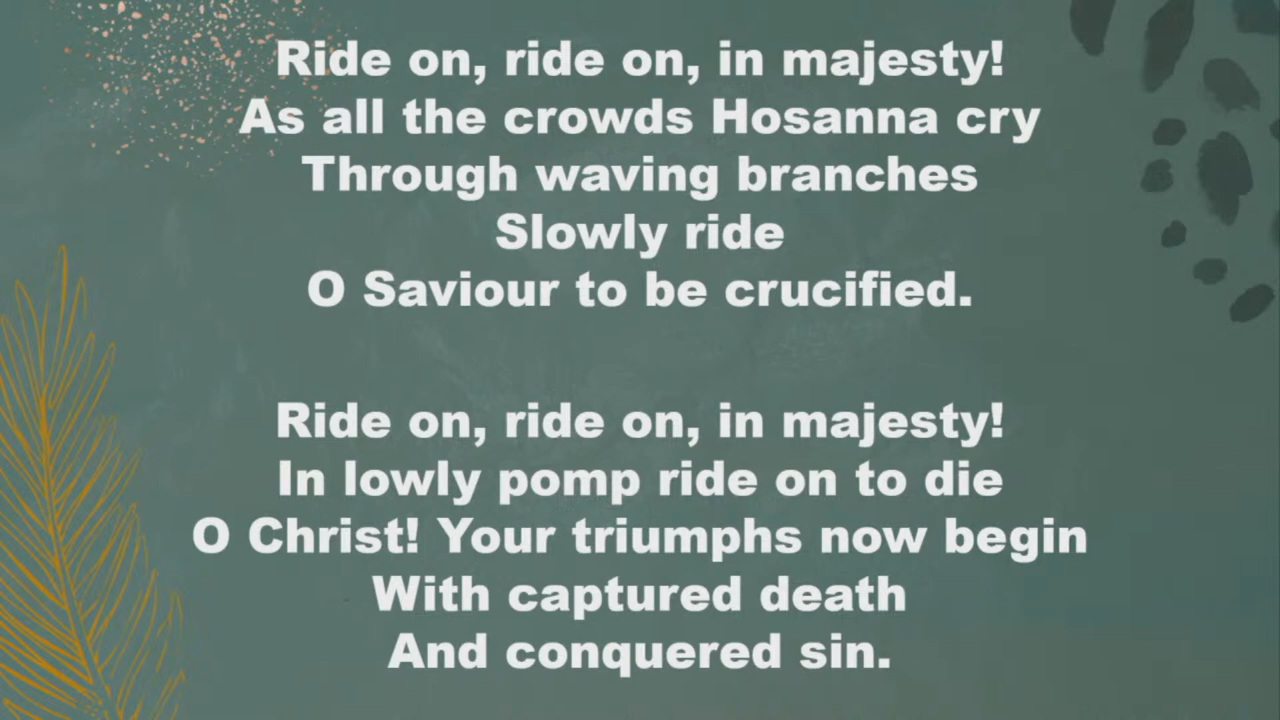 Ride on, ride on, in majesty!
As all the crowds Hosanna cry
Through waving branches
Slowly ride
O Saviour to be crucified.
Ride on, ride on, in majesty!
In lowly pomp ride on to die
O Christ! Your triumphs now begin
With captured death
And conquered sin.